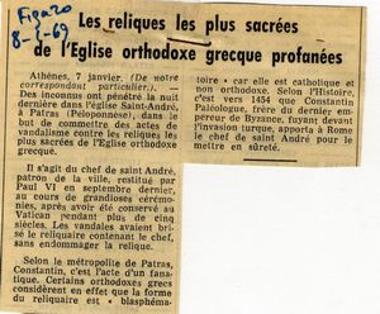 Figaro
8-1-69
Les reliques les plus sacrées
de l'Eglise orthodoxe grecque profanées
Athènes, 7 janvier. (De notre
correspondant particulier.). —
Des inconnus ont pénétré la nuit
dernière dans l'église Saint-André,
à Patras (Péloponnèse), dans le
but de commettre des actes de
vandalisme contre les reliques les
plus sacrées de l'Eglise orthodoxe
grecque.
Il s'agit du chef de saint André,
patron de la ville, restitué par
Paul VI en septembre dernier,
au cours de grandioses cérémo-
nies, après avoir été conservé au
Vatican pendant plus de cinq
siècles. Les vandales avaient bri-
sé le reliquaire contenant le chef,
sans endommager la relique.
Selon le métropolite de Patras,
Constantin, c'est l'acte d'un fana-
tique. Certains orthodoxes grecs
considèrent en effet que la forme
du reliquaire est « blasphéma-
toire » car elle est catholique et
non orthodoxe. Selon l'Histoire,
c'est vers 1454 que Constantin
Paléologue, frère du dernier em-
pereur de Byzance, fuyant devant
l'invasion turque, apporta à Rome
le chef de saint André pour le
mettre en sûreté.